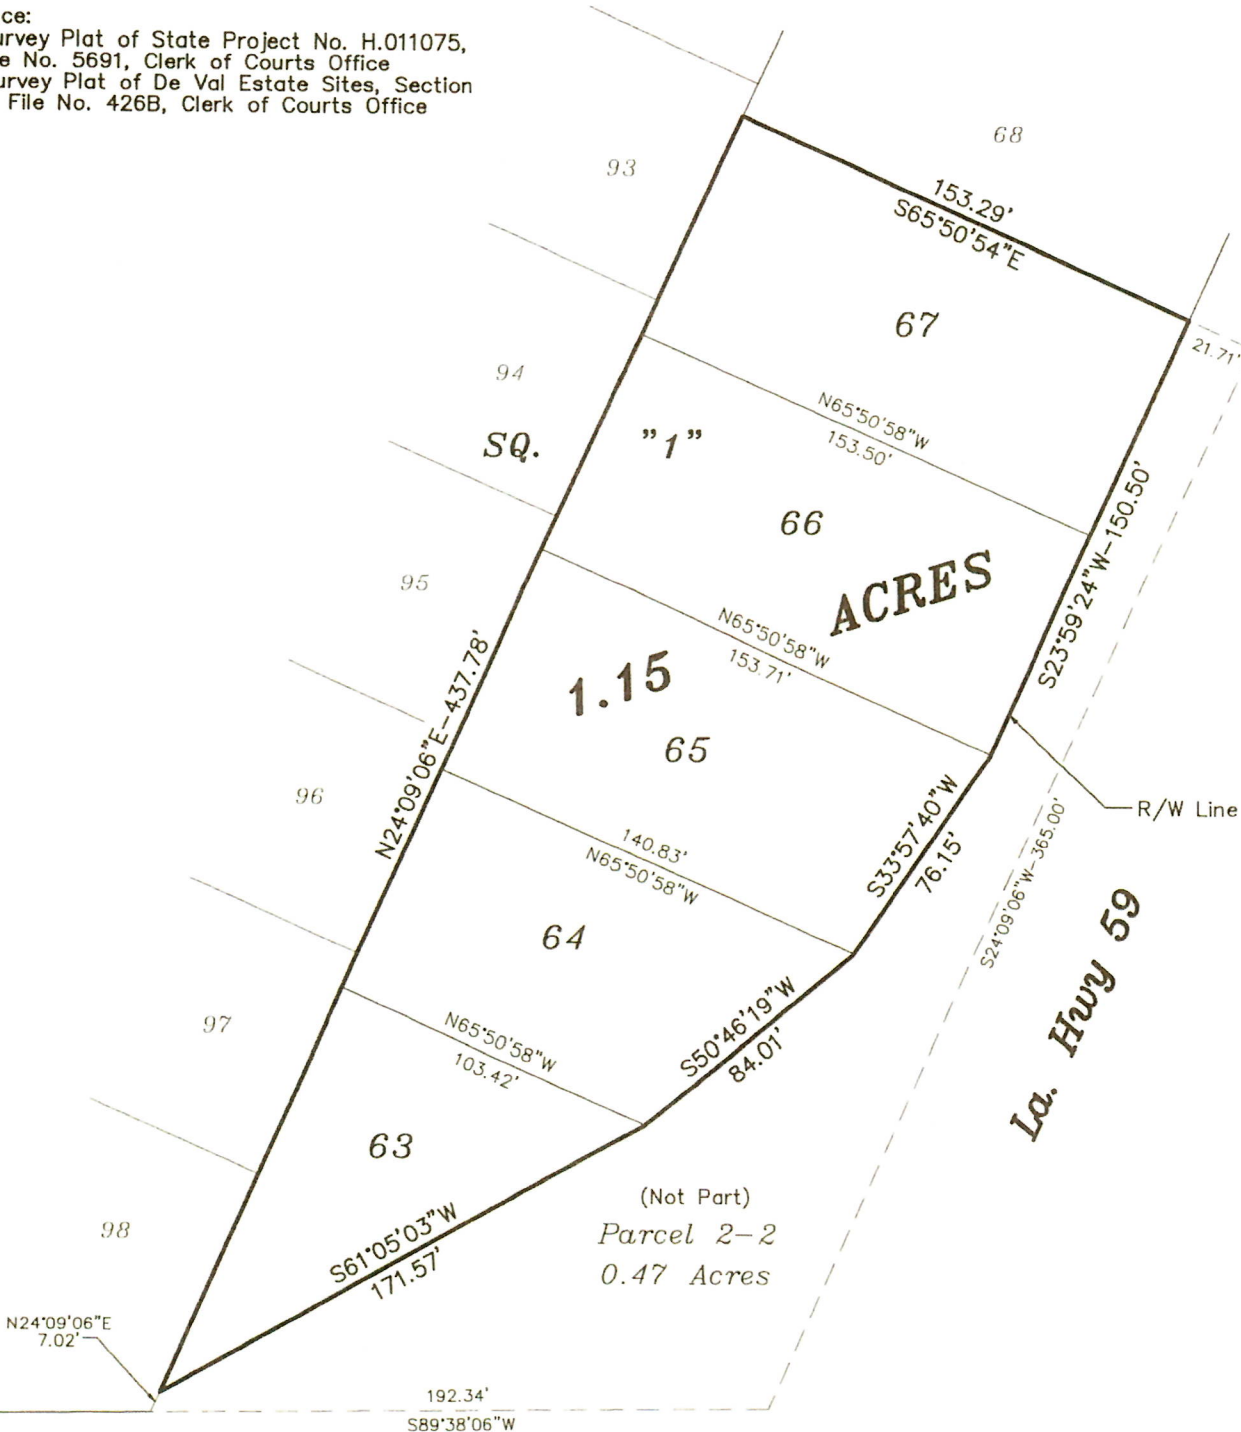 ce:
urvey Plat of State Project No. H.011075,
e No. 5691, Clerk of Courts Office
urvey Plat of De Val Estate Sites, Section
File No. 426B, Clerk of Courts Office
68
93
153.29'
S65°50'54"E
67
21.71'
94
N65°50'58"W
153.50'
SQ. "1"
66
S23°59'24"W-150.50'
95
ACRES
N65°50'58"W
153.71'
1.15
65
N24°09'06"E-437.78'
96
R/W Line
140.83'
N65°50'58"W
S33°57'40"W
76.15'
S24°09'06"W-365.00'
La. Hwy 59
64
97
N65°50'58"W
103.42'
S50°46'19"W
84.01'
63
98
(Not Part)
Parcel 2-2
0.47 Acres
S61°05'03"W
171.57'
N24°09'06"E
7.02'
192.34'
S89°38'06"W